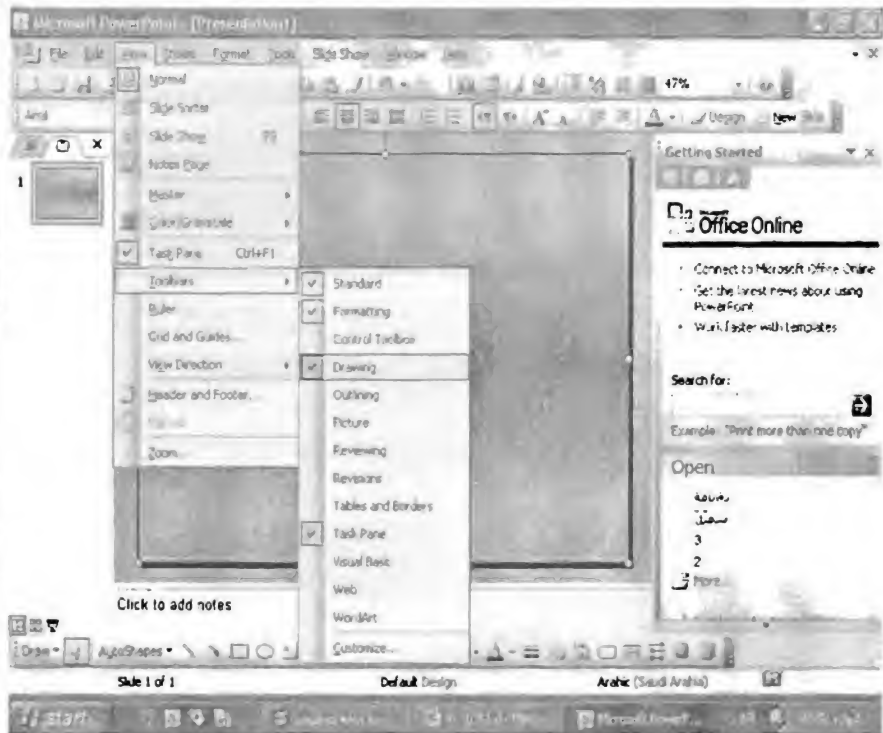 Microsoft PowerPoint - [Presentation1]
File Edit View Insert Format Tools Slide Show Window Help
47%
Arial
Design New
Normal
Slide Sorter
Slide Show F5
Notes Page
Master
Color/Grayscale
Task Pane Ctrl+F1
Toolbars
Ruler
Grid and Guides...
View Direction
Header and Footer...
Zoom...
Standard
Formatting
Control Toolbox
Drawing
Outlining
Picture
Reviewing
Revisions
Tables and Borders
Task Pane
Visual Basic
Web
WordArt
Customize...
1
Getting Started
Office Online
Connect to Microsoft Office Online
Get the latest news about using
PowerPoint
Work faster with templates
Search for:
Example: "Print more than one copy"
Open
3
2
More...
Click to add notes
Draw AutoShapes
Slide 1 of 1 Default Design Arabic (Saudi Arabia)
start Microsoft PowerP...